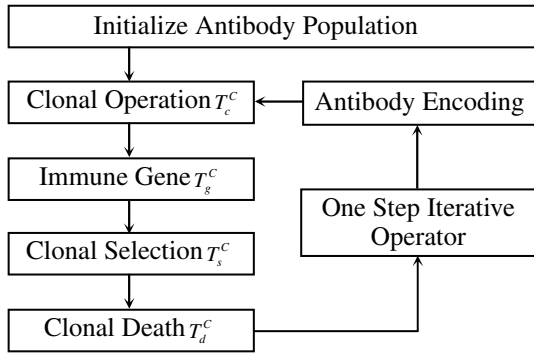 Initialize Antibody Population
Clonal Operation T_c^C
Antibody Encoding
Immune Gene T_g^C
One Step Iterative
Operator
Clonal Selection T_s^C
Clonal Death T_d^C